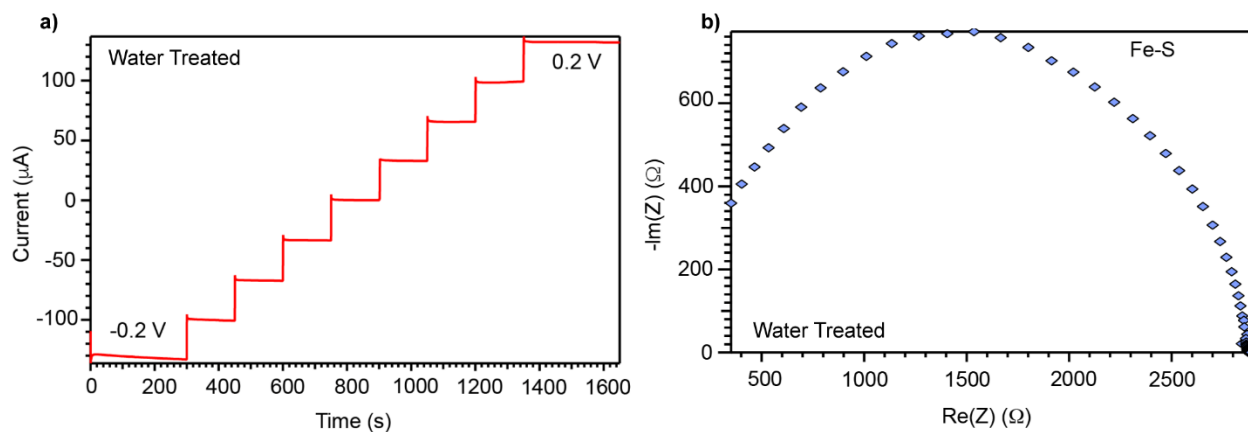 a)
Water Treated
0.2 V
-0.2 V
Current (μA)
100
50
0
-50
-100
0 200 400 600 800 1000 1200 1400 1600
Time (s)
b)
Fe-S
Water Treated
-Im(Z) (Ω)
600
400
200
0
500 1000 1500 2000 2500
Re(Z) (Ω)